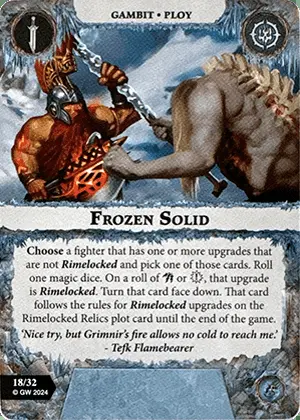 GAMBIT • PLOY
FROZEN SOLID
Choose a fighter that has one or more upgrades
that are not Rimelocked and pick one of those cards. Roll
one magic dice. On a roll of or , that upgrade
is Rimelocked. Turn that card face down. That card
follows the rules for Rimelocked upgrades on the
Rimelocked Relics plot card until the end of the game.
'Nice try, but Grimnir's fire allows no cold to reach me.'
- Tefk Flamebearer
18/32
© GW 2024